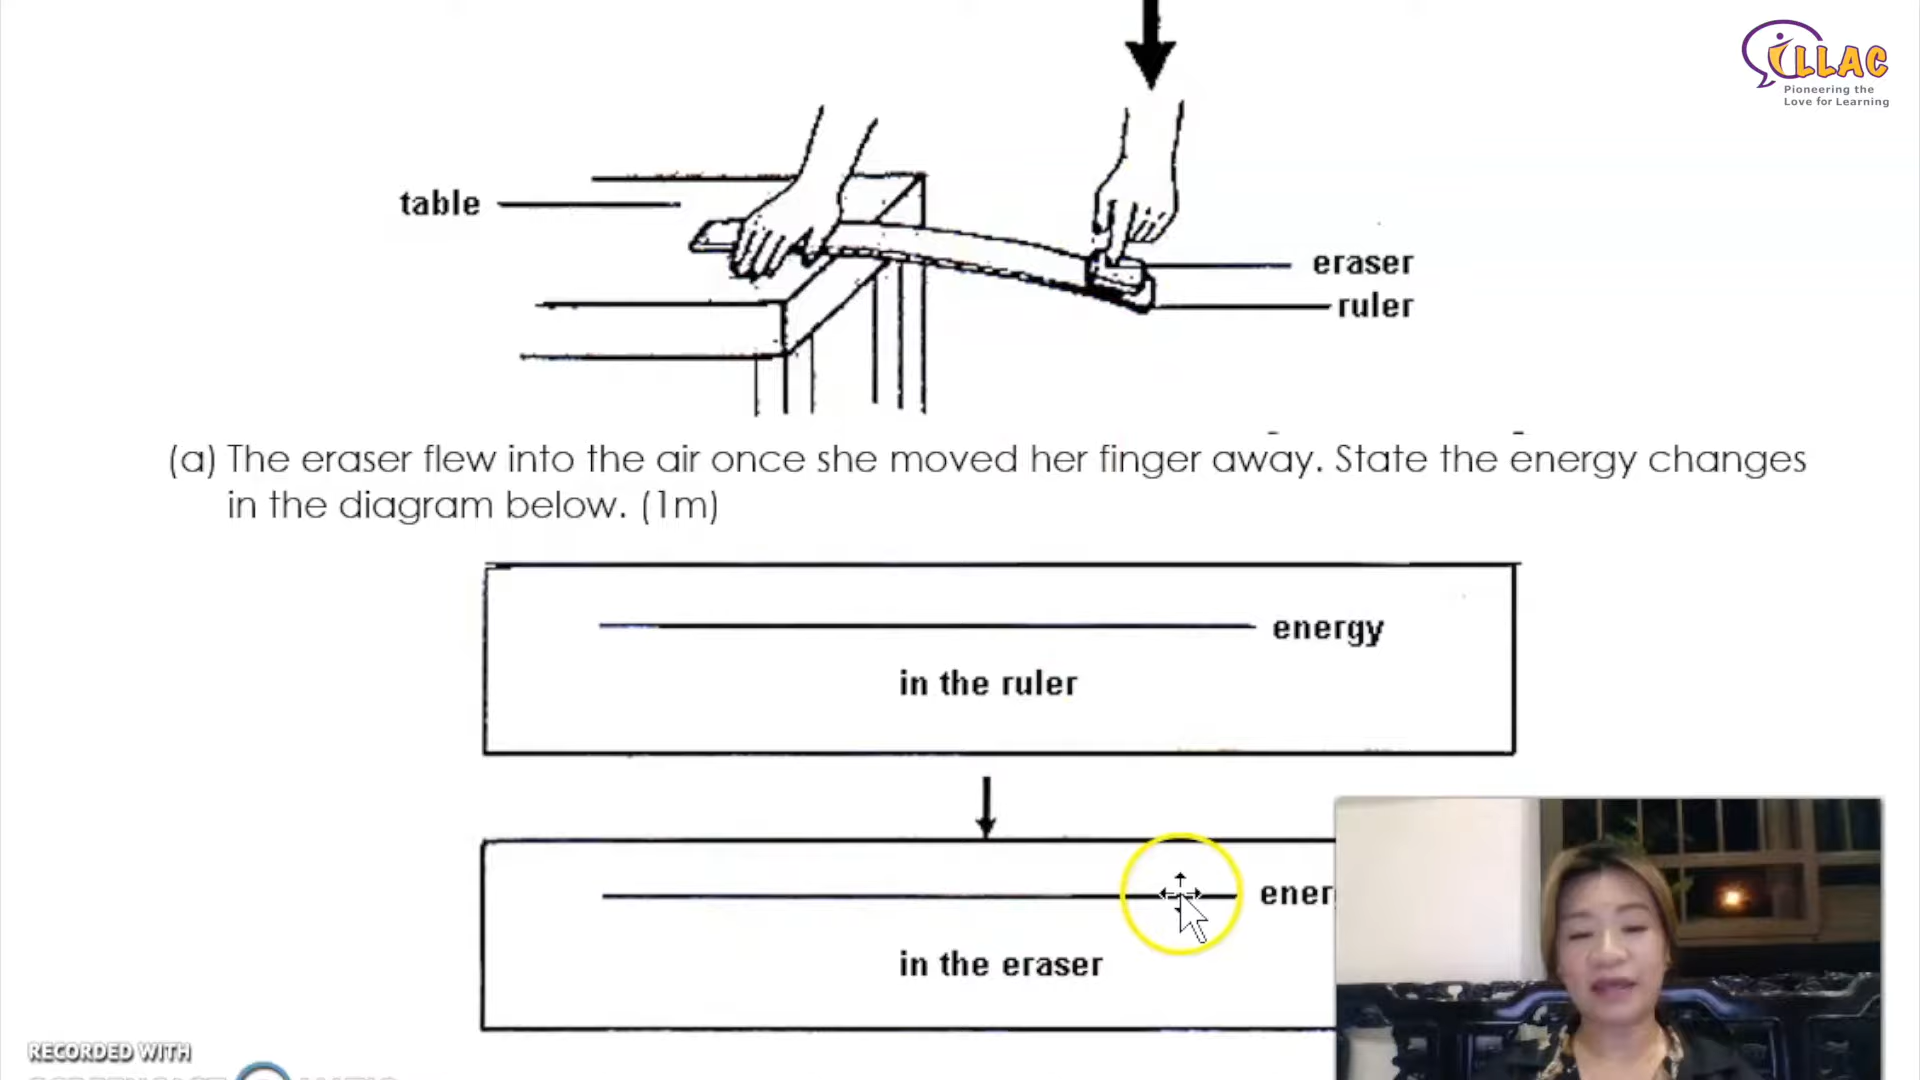 iLLAC
Pioneering the
Love for Learning
table
eraser
ruler
(a) The eraser flew into the air once she moved her finger away. State the energy changes
in the diagram below. (1m)
energy
in the ruler
in the eraser
RECORDED WITH